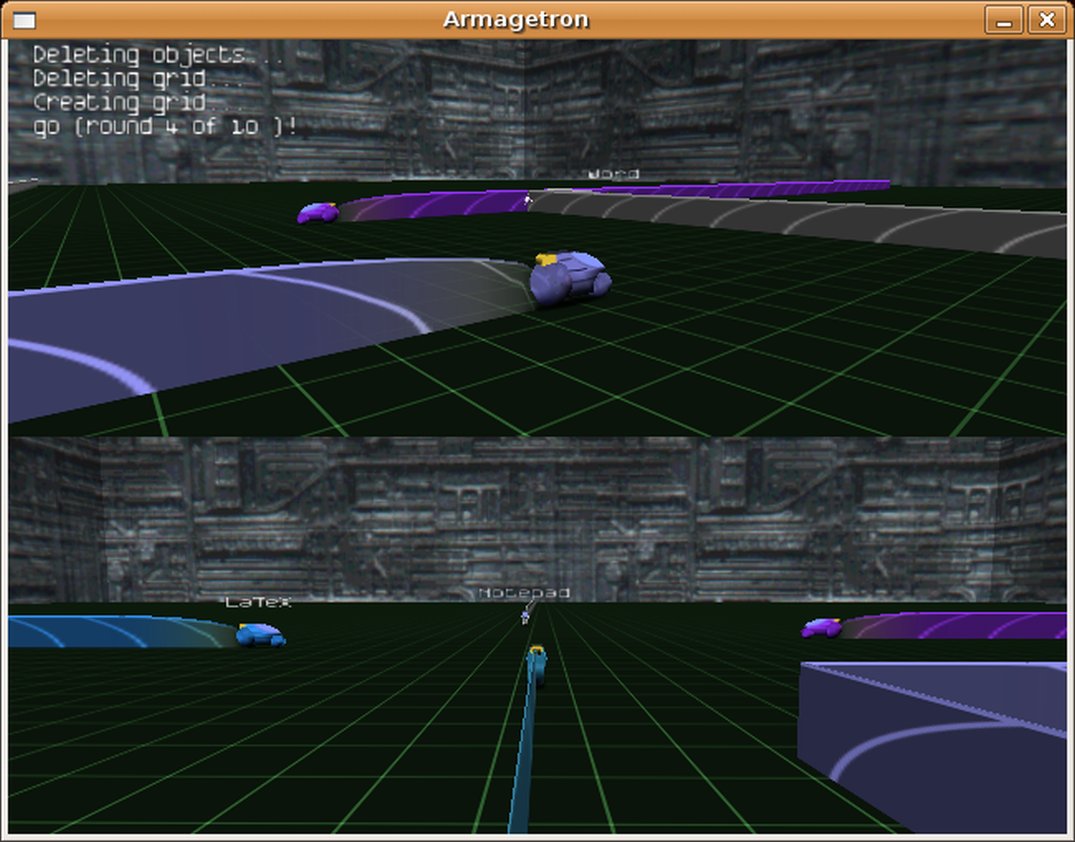 Armagetron
Deleting objects...
Deleting grid...
Creating grid...
go (round 4 of 10 )!
Word
Notepad
LaTeX